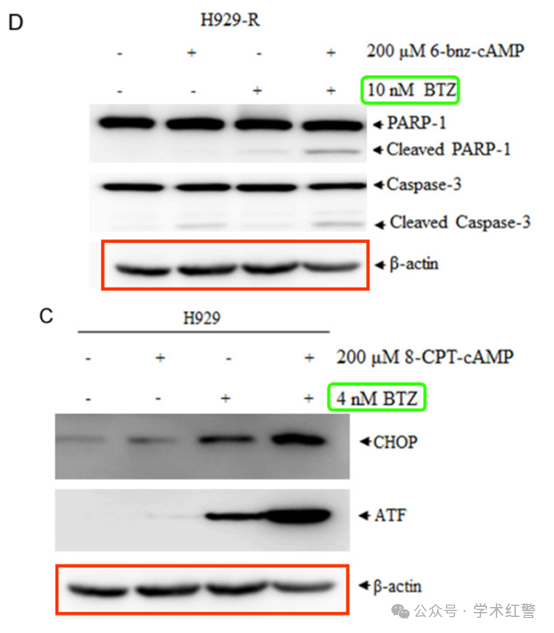 D
H929-R
- + - + 200 μM 6-bnz-cAMP
- - + + 10 nM BTZ
PARP-1
Cleaved PARP-1
Caspase-3
Cleaved Caspase-3
β-actin
C
H929
- + - + 200 μM 8-CPT-cAMP
- - + + 4 nM BTZ
CHOP
ATF
β-actin
公众号 · 学术红警